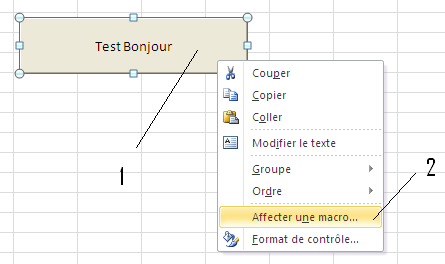 Test Bonjour
Couper
Copier
Coller
Modifier le texte
Groupe
Ordre
Affecter une macro...
Format de contrôle...
1
2